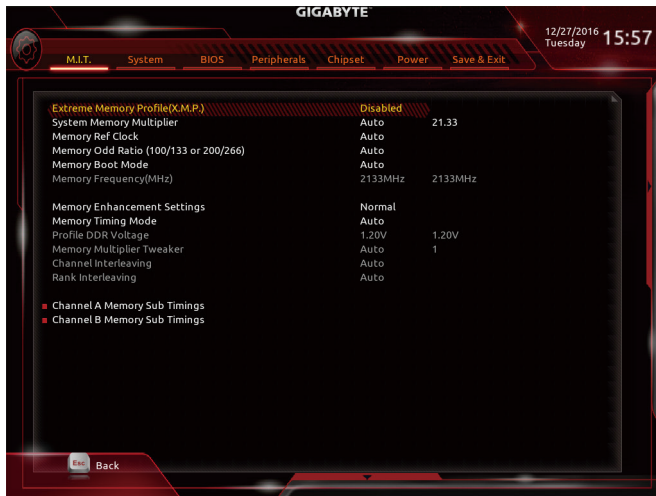 GIGABYTE
12/27/2016 15:57
Tuesday
M.I.T. System BIOS Peripherals Chipset Power Save & Exit
Extreme Memory Profile(X.M.P.) Disabled
System Memory Multiplier Auto 21.33
Memory Ref Clock Auto
Memory Odd Ratio (100/133 or 200/266) Auto
Memory Boot Mode Auto
Memory Frequency(MHz) 2133MHz 2133MHz
Memory Enhancement Settings Normal
Memory Timing Mode Auto
Profile DDR Voltage 1.20V 1.20V
Memory Multiplier Tweaker Auto 1
Channel Interleaving Auto
Rank Interleaving Auto
Channel A Memory Sub Timings
Channel B Memory Sub Timings
Esc Back